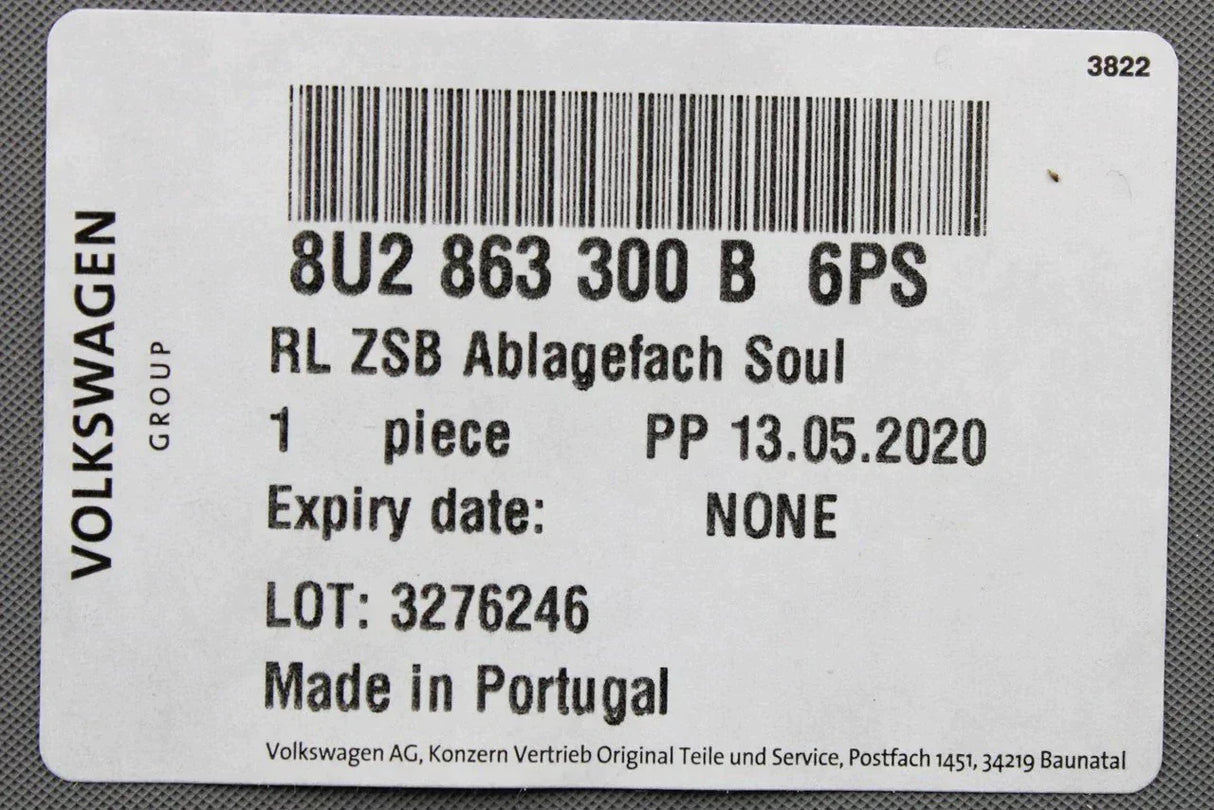 3822
VOLKSWAGEN
GROUP
8U2 863 300 B 6PS
RL ZSB Ablagefach Soul
1 piece PP 13.05.2020
Expiry date: NONE
LOT: 3276246
Made in Portugal
Volkswagen AG, Konzern Vertrieb Original Teile und Service, Postfach 1451, 34219 Baunatal